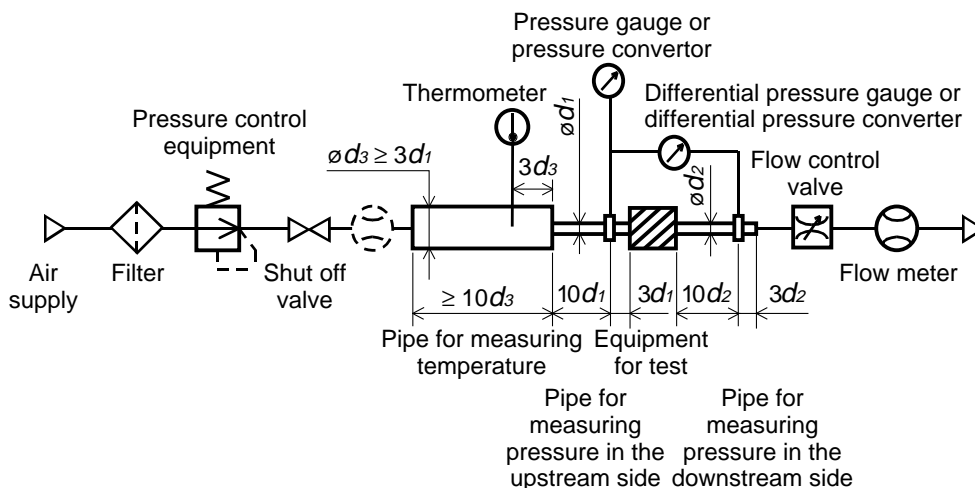 Pressure gauge or
pressure convertor
Thermometer
ød1
Differential pressure gauge or
differential pressure converter
Pressure control
equipment
ød3 ≥ 3d1
3d3
ød2
Flow control
valve
Air
supply
Filter
Shut off
valve
Flow meter
≥ 10d3
10d1
3d1
10d2
3d2
Pipe for measuring
temperature
Equipment
for test
Pipe for
measuring
pressure in the
upstream side
Pipe for
measuring
pressure in the
downstream side